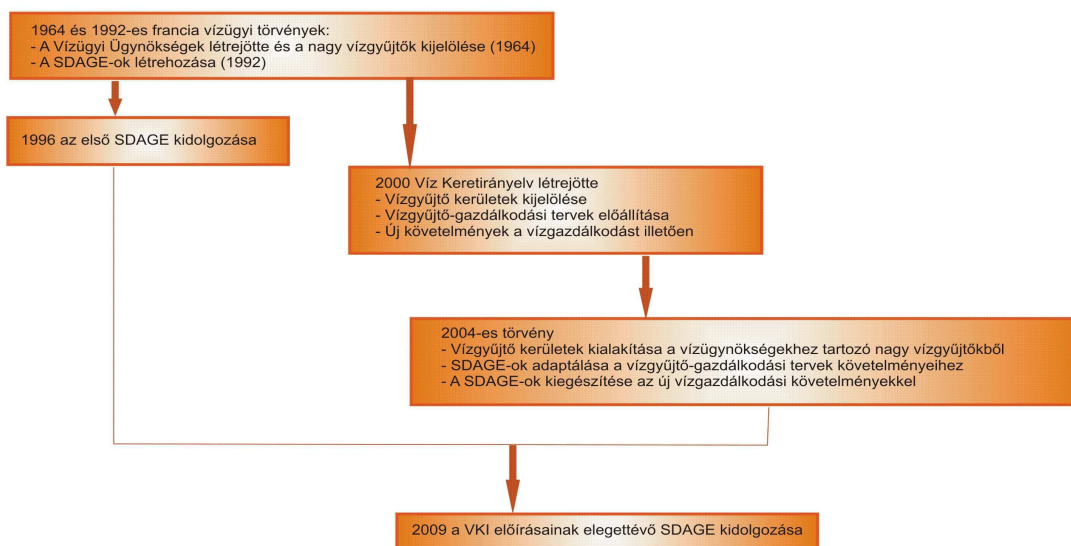 1964 és 1992-es francia vízügyi törvények:
- A Vízügyi Ügynökségek létrejötte és a nagy vízgyűjtők kijelölése (1964)
- A SDAGE-ok létrehozása (1992)
1996 az első SDAGE kidolgozása
2000 Víz Keretirányelv létrejötte
- Vízgyűjtő kerületek kijelölése
- Vízgyűjtő-gazdálkodási tervek előállítása
- Új követelmények a vízgazdálkodást illetően
2004-es törvény
- Vízgyűjtő kerületek kialakítása a vízügynökségekhez tartozó nagy vízgyűjtőkből
- SDAGE-ok adaptálása a vízgyűjtő-gazdálkodási tervek követelményeihez
- A SDAGE-ok kiegészítése az új vízgazdálkodási követelményekkel
2009 a VKI előírásainak elegettévő SDAGE kidolgozása